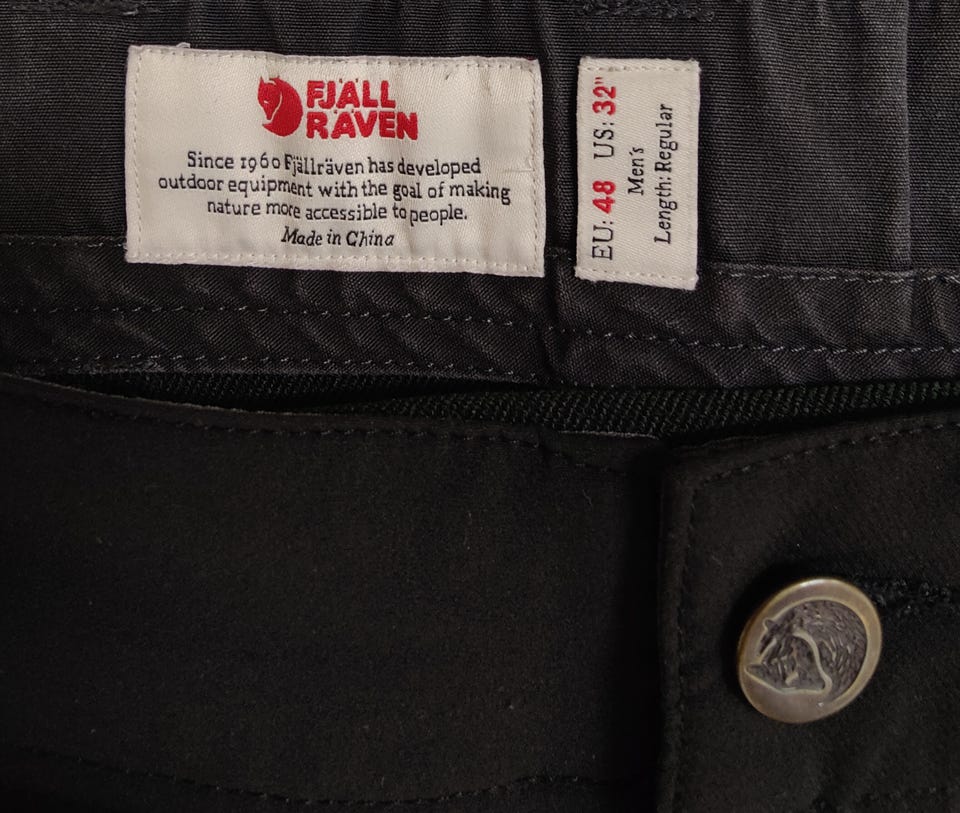 FJÄLL
RÄVEN
Since 1960 Fjällräven has developed
outdoor equipment with the goal of making
nature more accessible to people.
Made in China
EU: 48 US: 32"
Men's
Length: Regular